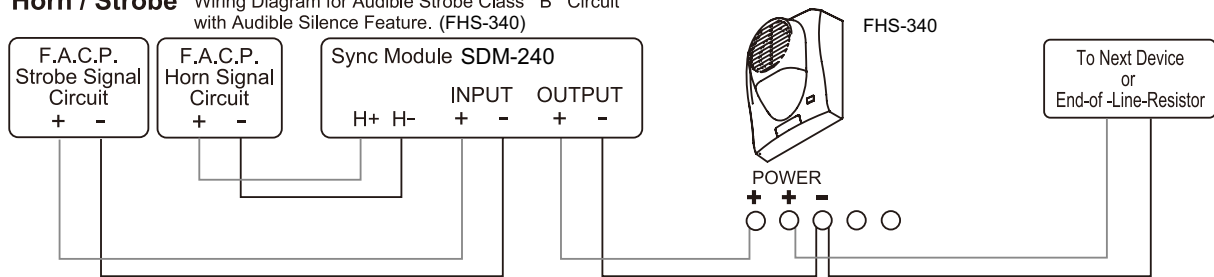 Horn / Strobe Wiring Diagram for Audible Strobe Class "B" Circuit
with Audible Silence Feature. (FHS-340)
F.A.C.P.
Strobe Signal
Circuit
+ -
F.A.C.P.
Horn Signal
Circuit
+ -
Sync Module SDM-240
INPUT OUTPUT
H+ H- + - + -
FHS-340
POWER
+ + -
To Next Device
or
End-of -Line-Resistor